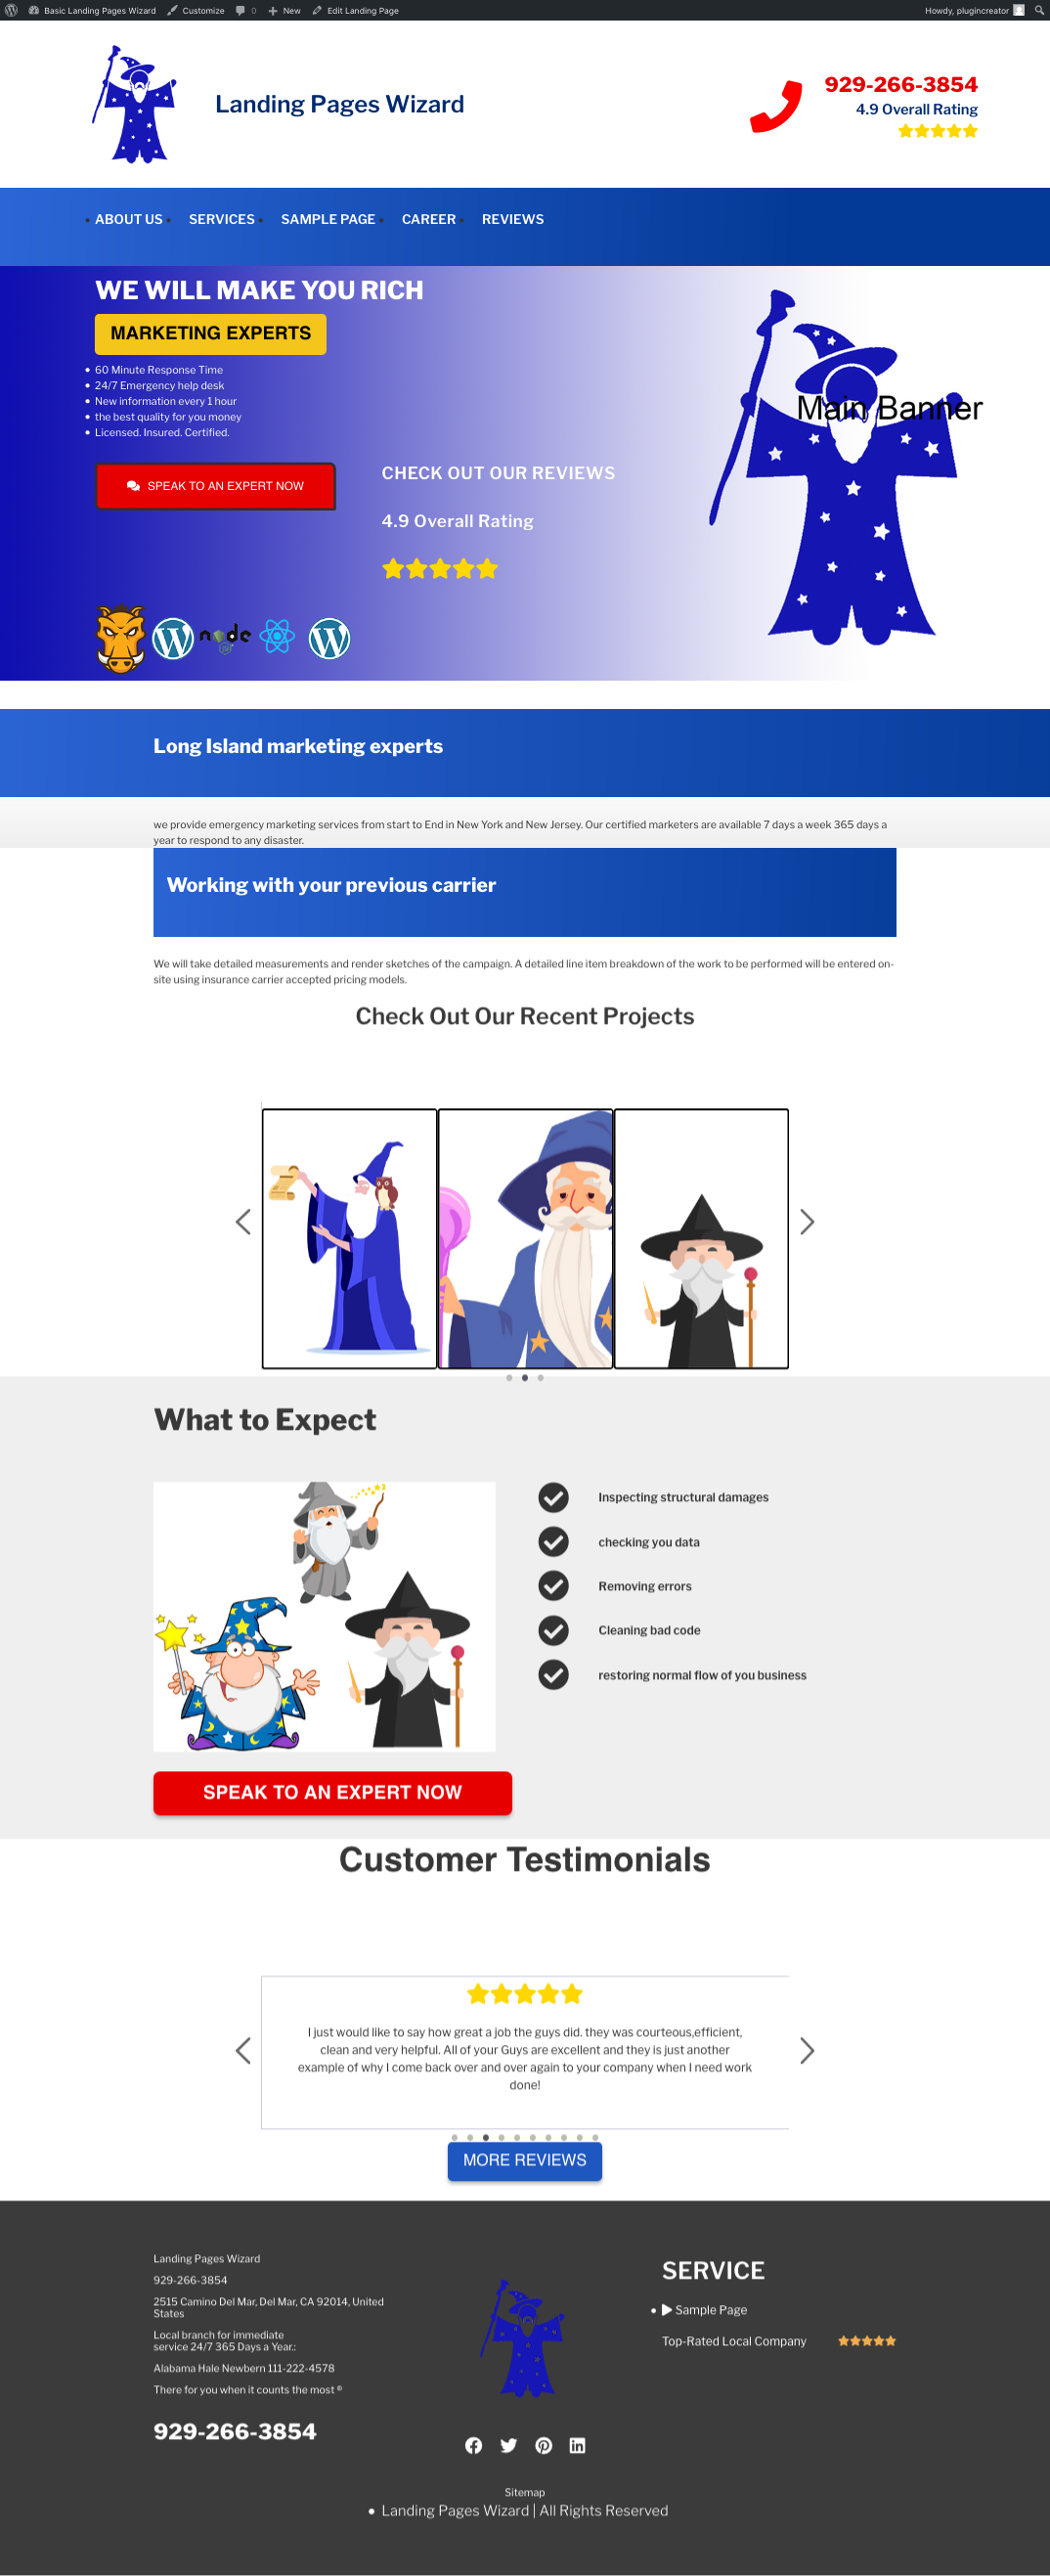 Basic Landing Pages Wizard Customize 0 New Edit Landing Page Howdy, plugincreator
Landing Pages Wizard
929-266-3854
4.9 Overall Rating
ABOUT US SERVICES SAMPLE PAGE CAREER REVIEWS
WE WILL MAKE YOU RICH
MARKETING EXPERTS
60 Minute Response Time
24/7 Emergency help desk
New information every 1 hour
the best quality for you money
Licensed. Insured. Certified.
SPEAK TO AN EXPERT NOW
CHECK OUT OUR REVIEWS
4.9 Overall Rating
Main Banner
node
Long Island marketing experts
we provide emergency marketing services from start to End in New York and New Jersey. Our certified marketers are available 7 days a week 365 days a
year to respond to any disaster.
Working with your previous carrier
We will take detailed measurements and render sketches of the campaign. A detailed line item breakdown of the work to be performed will be entered on-
site using insurance carrier accepted pricing models.
Check Out Our Recent Projects
What to Expect
Inspecting structural damages
checking you data
Removing errors
Cleaning bad code
restoring normal flow of you business
SPEAK TO AN EXPERT NOW
Customer Testimonials
I just would like to say how great a job the guys did. they was courteous,efficient,
clean and very helpful. All of your Guys are excellent and they is just another
example of why I come back over and over again to your company when I need work
done!
MORE REVIEWS
Landing Pages Wizard
929-266-3854
2515 Camino Del Mar, Del Mar, CA 92014, United
States
Local branch for immediate
service 24/7 365 Days a Year.:
Alabama Hale Newbern 111-222-4578
There for you when it counts the most ®
929-266-3854
SERVICE
Sample Page
Top-Rated Local Company
Sitemap
Landing Pages Wizard | All Rights Reserved